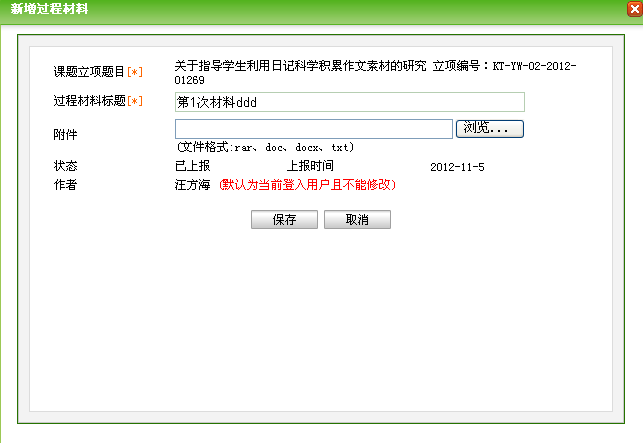 新增过程材料
课题立项题目[*] 关于指导学生利用日记科学积累作文素材的研究 立项编号：KT-YW-02-2012-
01269
过程材料标题[*] 第1次材料ddd
附件 浏览...
(文件格式:rar、doc、docx、txt)
状态 已上报 上报时间 2012-11-5
作者 汪方海 (默认为当前登入用户且不能修改)
保存 取消